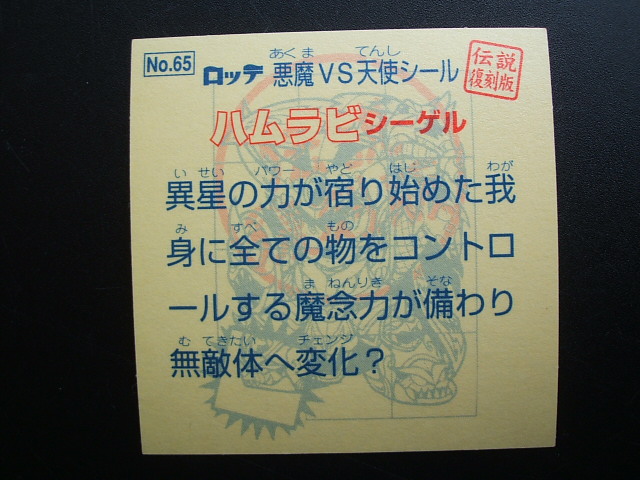 No.65
ロッテ 悪魔VS天使シール
あくま てんし
伝説
復刻版
ハムラビシーゲル
い せい パワー やど はじ わが
異星の力が宿り始めた我
み すべ もの
身に全ての物をコントロ
ま ねんりき そな
ールする魔念力が備わり
む てきたい チェンジ
無敵体へ変化?